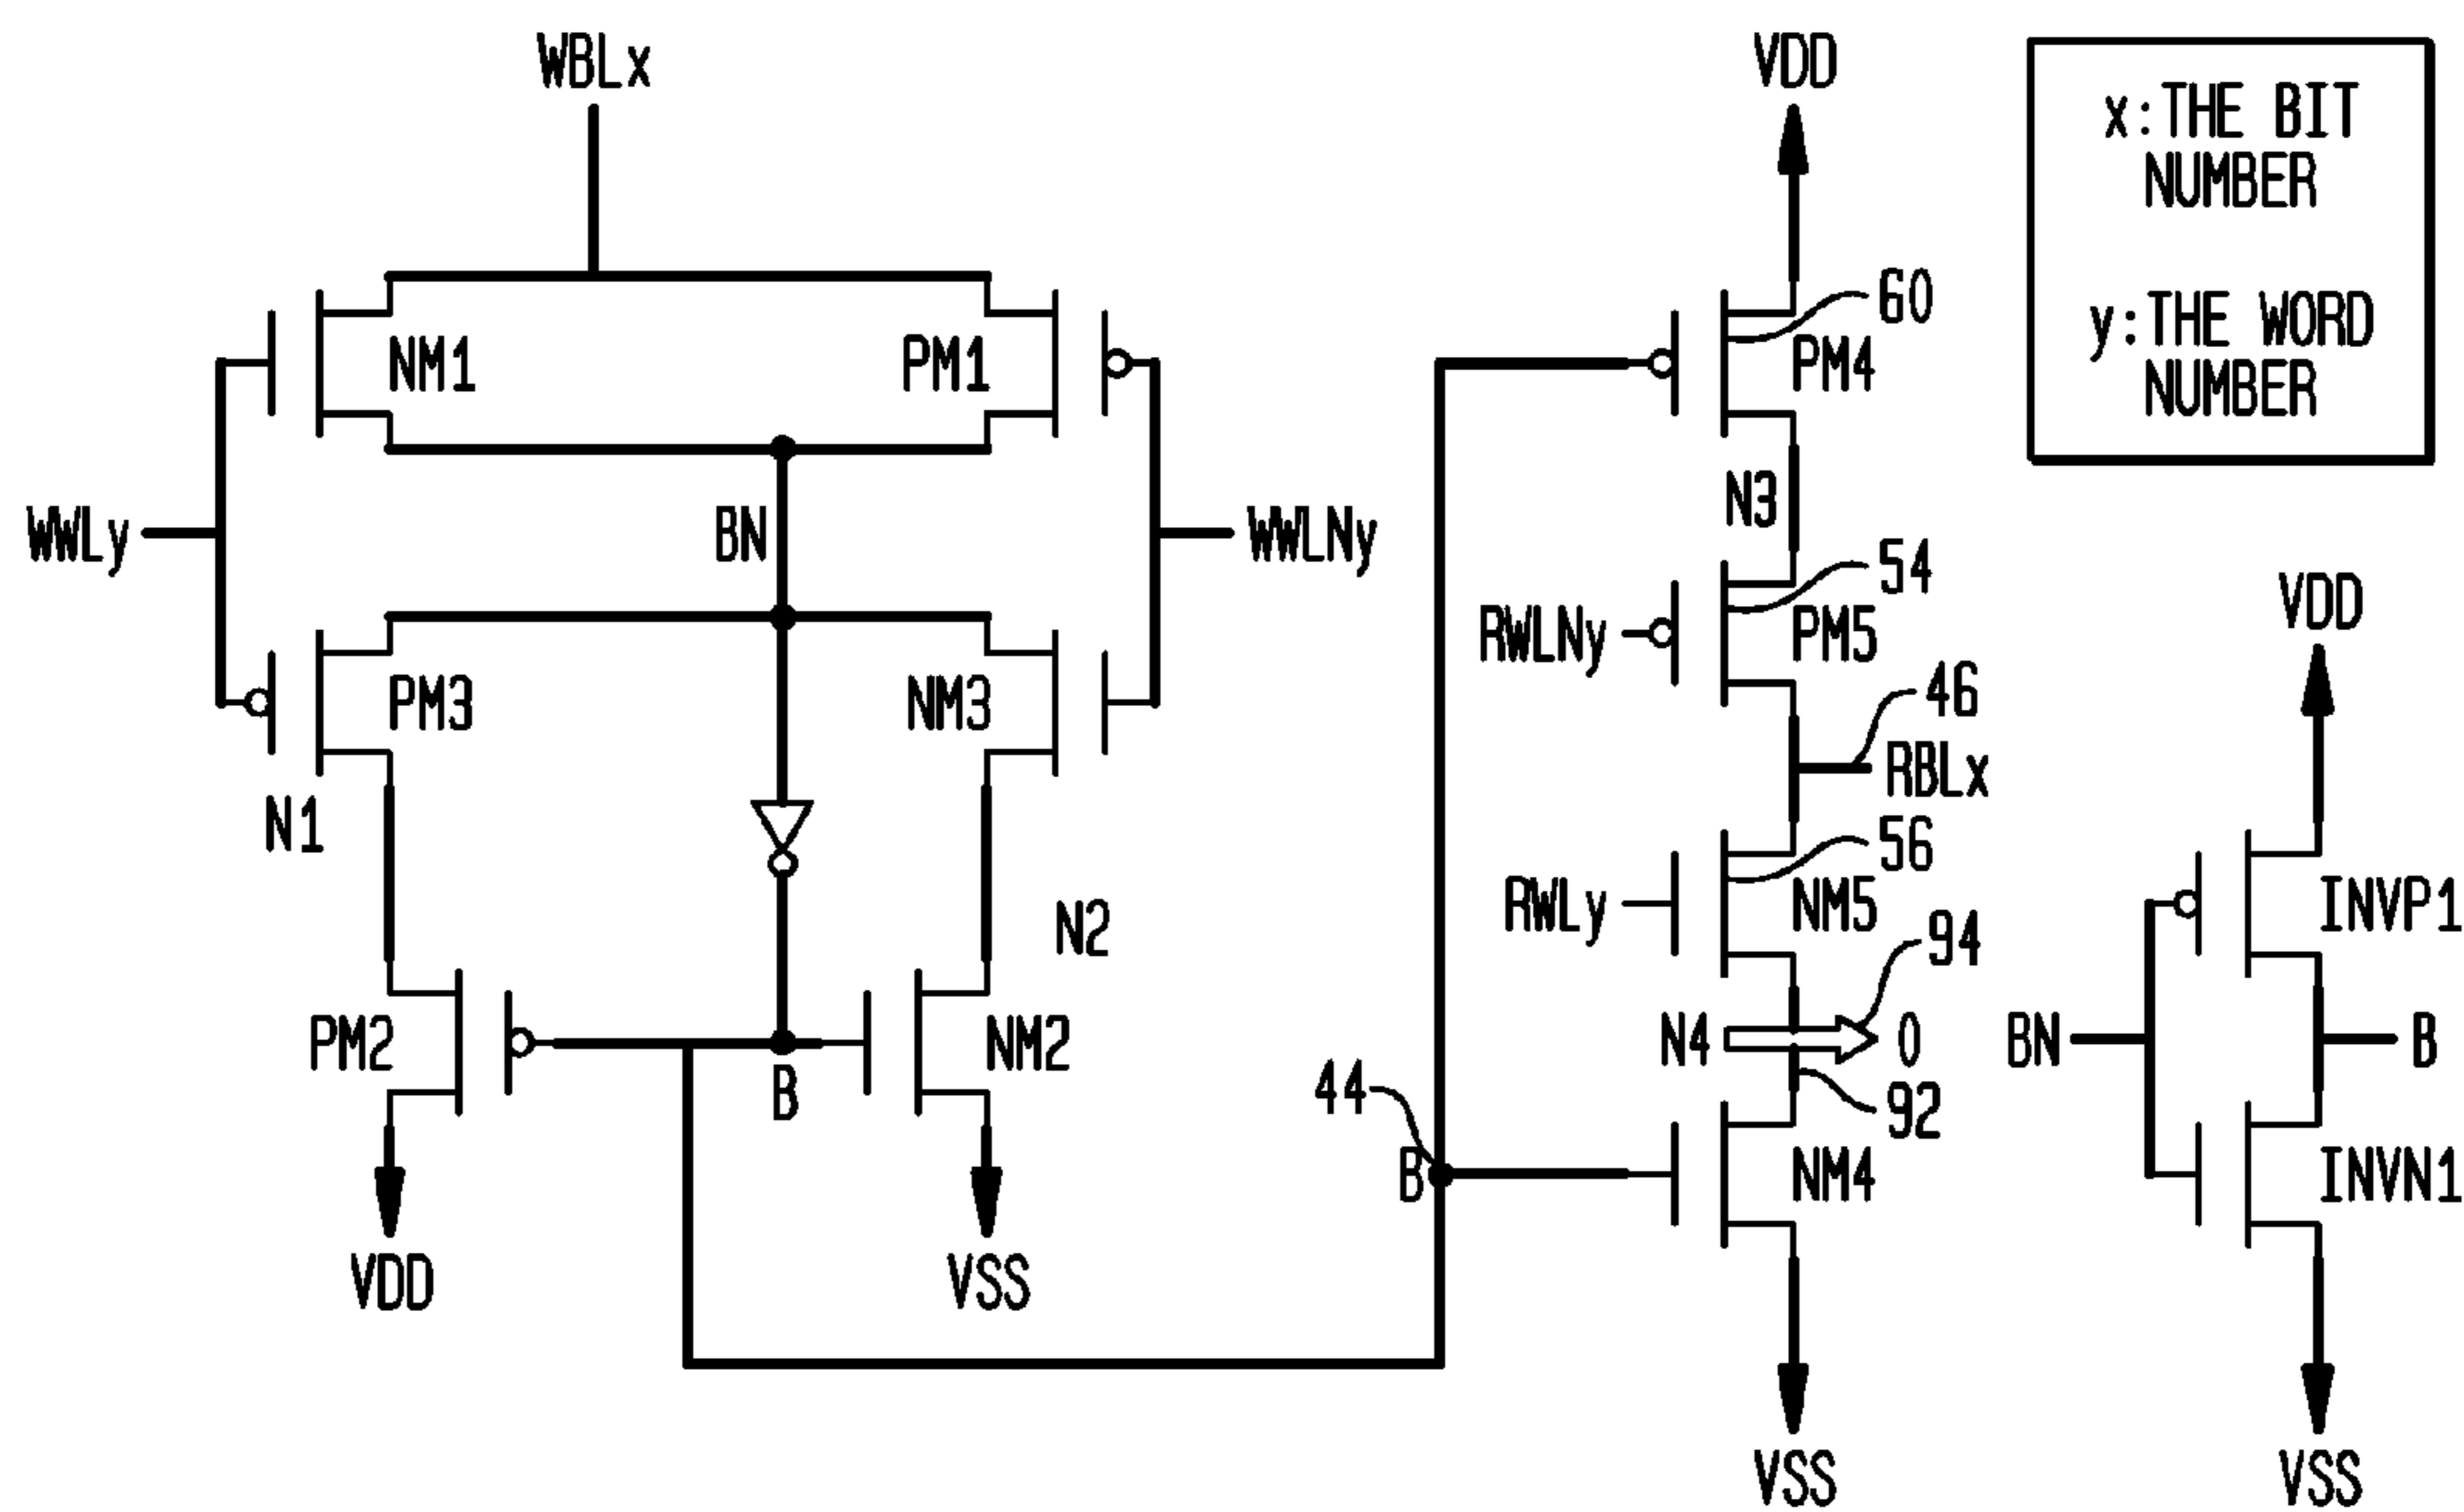 WBLx
VDD
x:THE BIT
NUMBER
y:THE WORD
NUMBER
60
NM1
PM1
PM4
N3
WWLy
BN
WWLNy
54
VDD
RWLNy
PM5
46
PM3
NM3
RBLx
N1
56
RWLy
NM5
INVP1
N2
94
PM2
NM2
N4
0
BN
B
B
44
92
B
NM4
INVN1
VDD
VSS
VSS
VSS